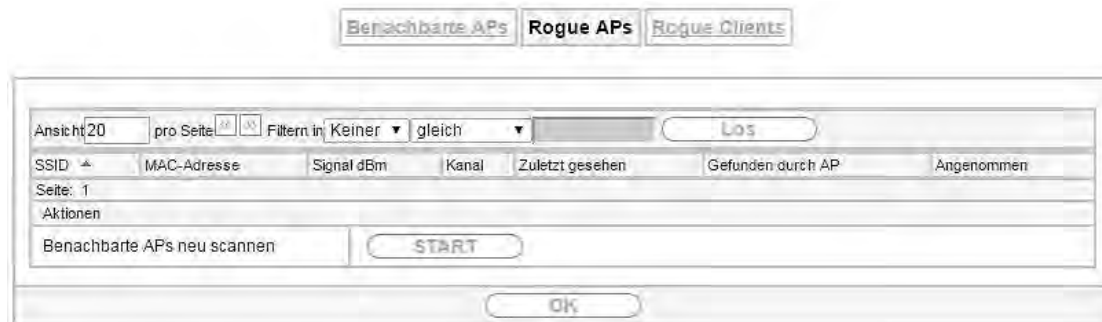 Benachbarte APs Rogue APs Rogue Clients
Ansicht 20 pro Seite << >> Filtern in Keiner gleich Los
SSID MAC-Adresse Signal dBm Kanal Zuletzt gesehen Gefunden durch AP Angenommen
Seite: 1
Aktionen
Benachbarte APs neu scannen START
OK